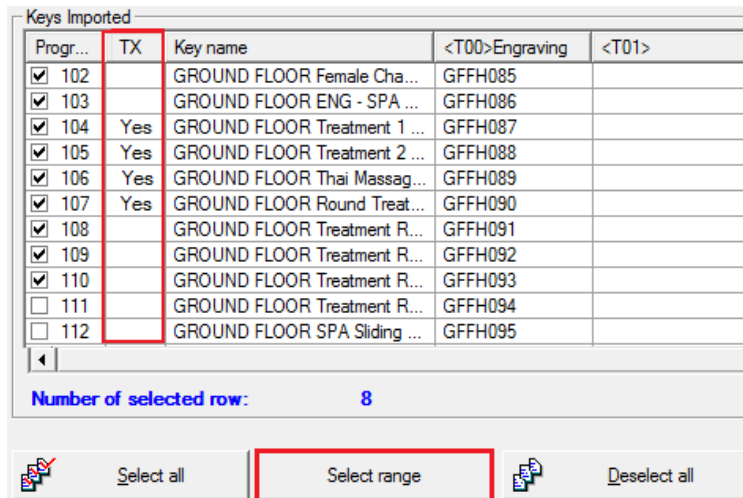 Keys Imported
Progr... TX Key name <T00>Engraving <T01>
102 GROUND FLOOR Female Cha... GFFH085
103 GROUND FLOOR ENG - SPA ... GFFH086
104 Yes GROUND FLOOR Treatment 1 ... GFFH087
105 Yes GROUND FLOOR Treatment 2 ... GFFH088
106 Yes GROUND FLOOR Thai Massag... GFFH089
107 Yes GROUND FLOOR Round Treat... GFFH090
108 GROUND FLOOR Treatment R... GFFH091
109 GROUND FLOOR Treatment R... GFFH092
110 GROUND FLOOR Treatment R... GFFH093
111 GROUND FLOOR Treatment R... GFFH094
112 GROUND FLOOR SPA Sliding ... GFFH095
Number of selected row: 8
Select all Select range Deselect all